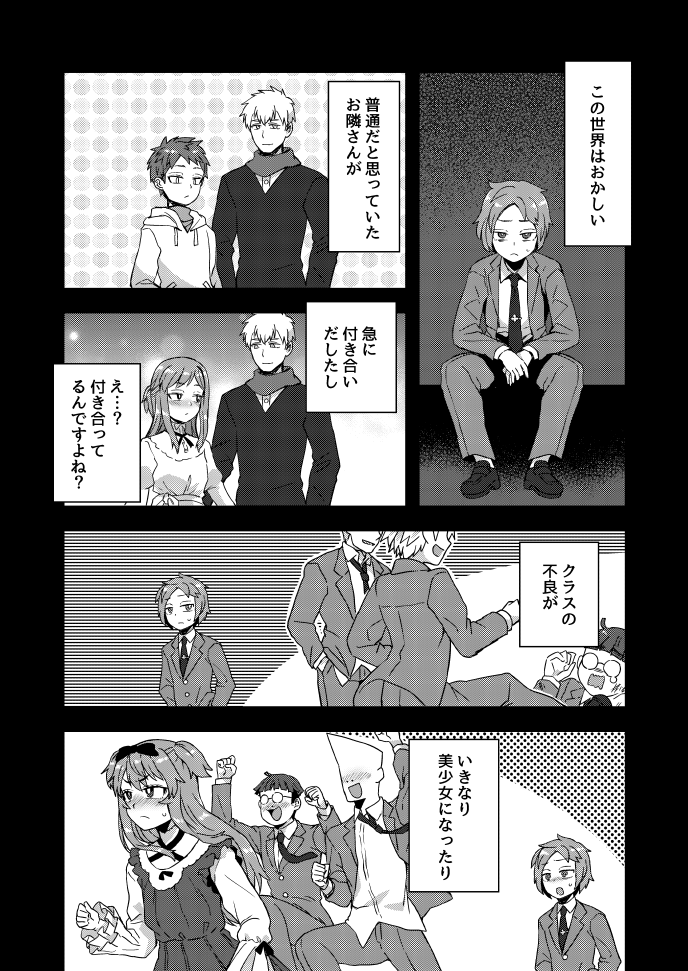 この世界はおかしい
普通だと思っていた
お隣さんが
急に
付き合い
だしたし
え…？
付き合って
るんですよね？
クラスの
不良が
いきなり
美少女になったり